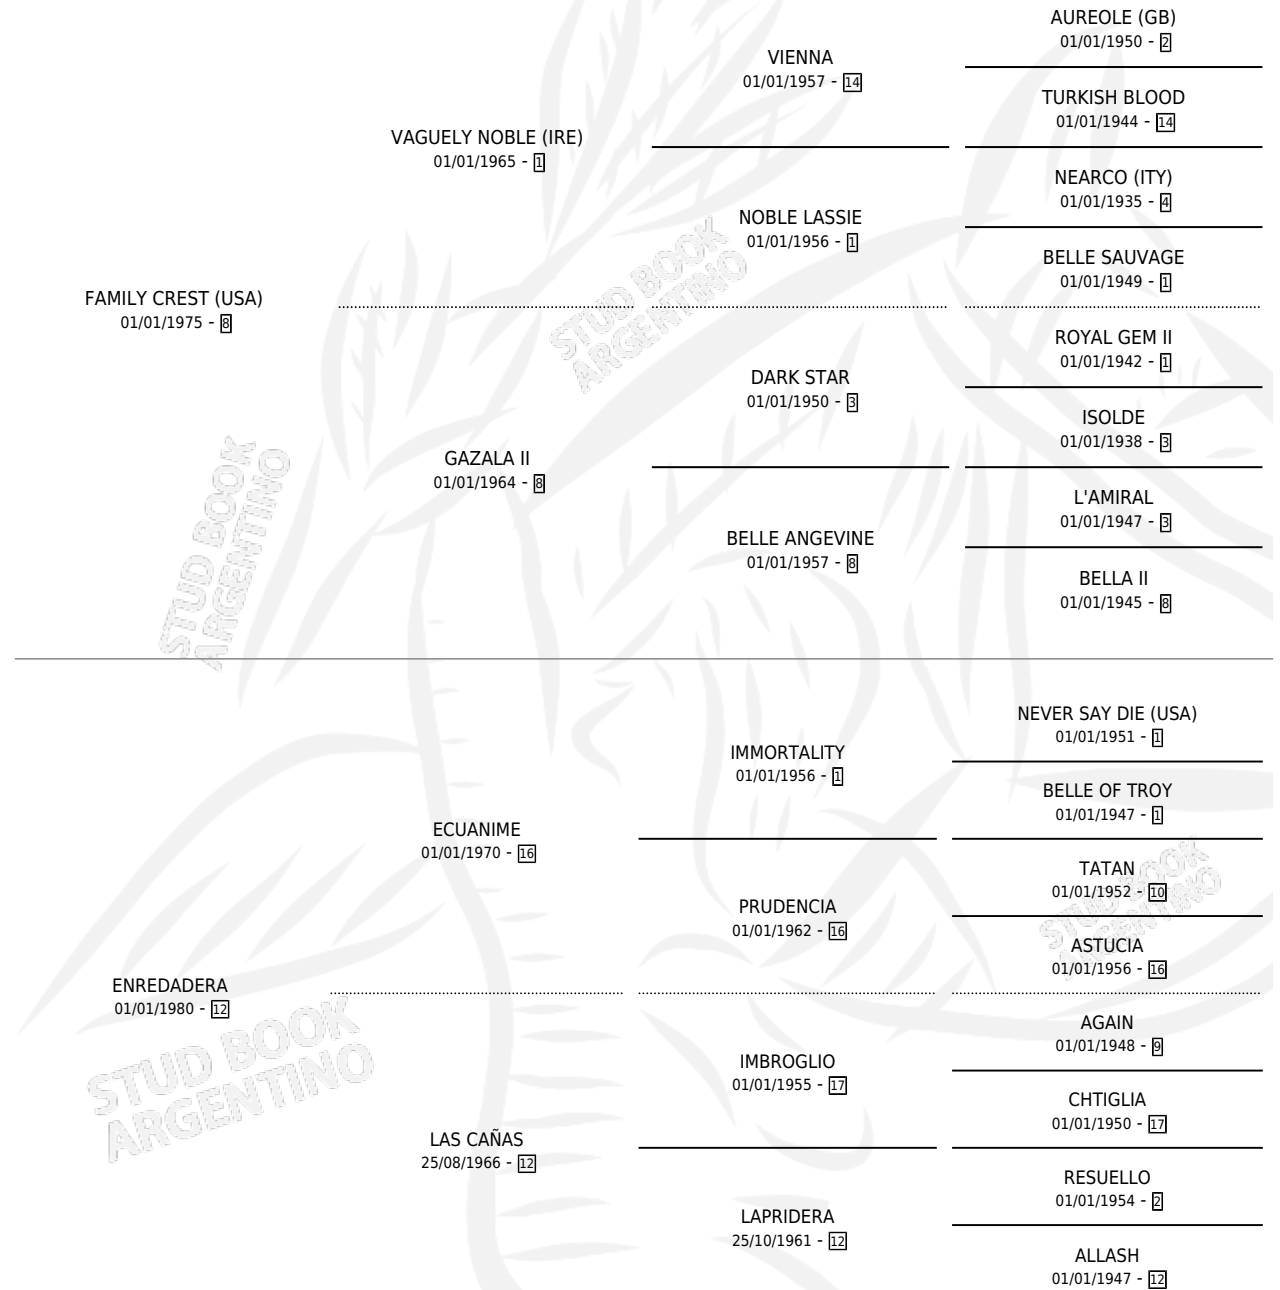 AUREOLE (GB)
01/01/1950 - 2
VIENNA
01/01/1957 - 14
TURKISH BLOOD
01/01/1944 - 14
VAGUELY NOBLE (IRE)
01/01/1965 - 1
NEARCO (ITY)
01/01/1935 - 4
NOBLE LASSIE
01/01/1956 - 1
BELLE SAUVAGE
01/01/1949 - 1
FAMILY CREST (USA)
01/01/1975 - 8
ROYAL GEM II
01/01/1942 - 1
DARK STAR
01/01/1950 - 3
ISOLDE
01/01/1938 - 3
GAZALA II
01/01/1964 - 8
L'AMIRAL
01/01/1947 - 3
BELLE ANGEVINE
01/01/1957 - 8
BELLA II
01/01/1945 - 8
STUD BOOK
ARGENTINO
STUD BOOK
ARGENTINO
NEVER SAY DIE (USA)
01/01/1951 - 1
IMMORTALITY
01/01/1956 - 1
BELLE OF TROY
01/01/1947 - 1
ECUANIME
01/01/1970 - 16
TATAN
01/01/1952 - 10
PRUDENCIA
01/01/1962 - 16
ASTUCIA
01/01/1956 - 16
STUD BOOK
ARGENTINO
ENREDADERA
01/01/1980 - 12
AGAIN
01/01/1948 - 9
IMBROGLIO
01/01/1955 - 17
CHTIGLIA
01/01/1950 - 17
STUD BOOK
ARGENTINO
LAS CAÑAS
25/08/1966 - 12
RESUELLO
01/01/1954 - 2
LAPRIDERA
25/10/1961 - 12
ALLASH
01/01/1947 - 12